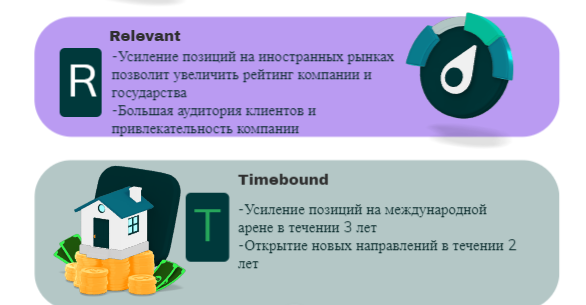 Relevant
R
-Усиление позиций на иностранных рынках
позволит увеличить рейтинг компании и
государства
-Большая аудитория клиентов и
привлекательность компании
Timebound
T
-Усиление позиций на международной
арене в течении 3 лет
-Открытие новых направлений в течении 2
лет